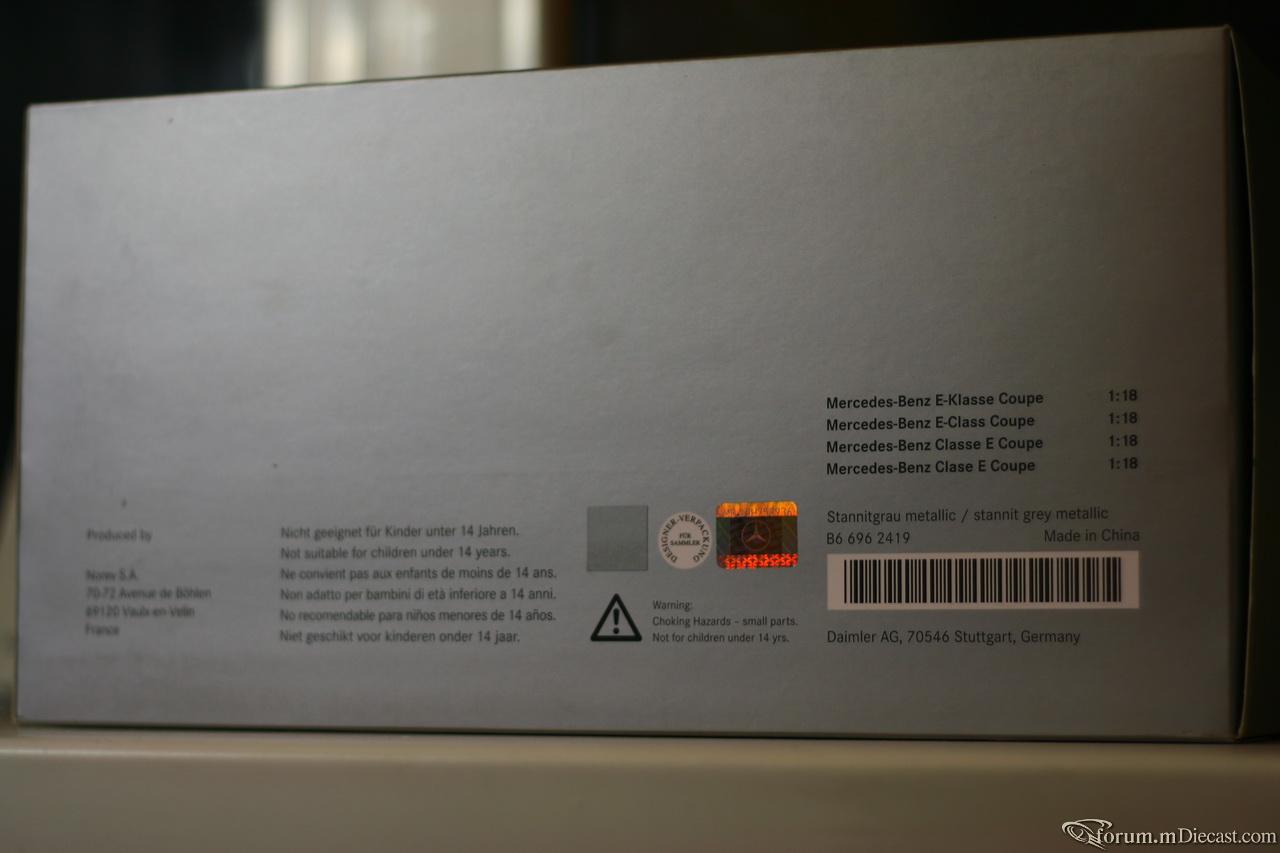 Mercedes-Benz E-Klasse Coupe 1:18
Mercedes-Benz E-Class Coupe 1:18
Mercedes-Benz Classe E Coupe 1:18
Mercedes-Benz Clase E Coupe 1:18
Stannitgrau metallic / stannit grey metallic
B6 696 2419 Made in China
Daimler AG, 70546 Stuttgart, Germany
DESIGNER-VERPACKUNG
FÜR
SAMMLER
Warning:
Choking Hazards – small parts.
Not for children under 14 yrs.
Nicht geeignet für Kinder unter 14 Jahren.
Not suitable for children under 14 years.
Ne convient pas aux enfants de moins de 14 ans.
Non adatto per bambini di età inferiore a 14 anni.
No recomendable para niños menores de 14 años.
Niet geschikt voor kinderen onder 14 jaar.
Produced by
Norev S.A.
70-72 Avenue de Böhlen
69120 Vaulx-en-Velin
France
forum.mDiecast.com